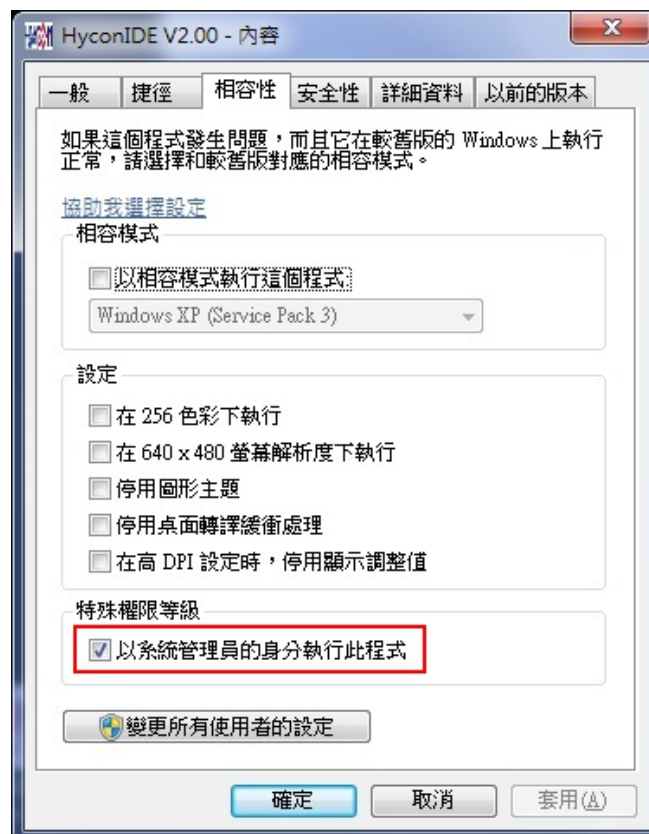 HyconIDE V2.00 - 內容
一般 捷徑 相容性 安全性 詳細資料 以前的版本
如果這個程式發生問題，而且它在較舊版的 Windows 上執行
正常，請選擇和較舊版對應的相容模式。
協助我選擇設定
相容模式
以相容模式執行這個程式:
Windows XP (Service Pack 3)
設定
在 256 色彩下執行
在 640 x 480 螢幕解析度下執行
停用圖形主題
停用桌面轉譯緩衝處理
在高 DPI 設定時，停用顯示調整值
特殊權限等級
以系統管理員的身分執行此程式
變更所有使用者的設定
確定 取消 套用(A)